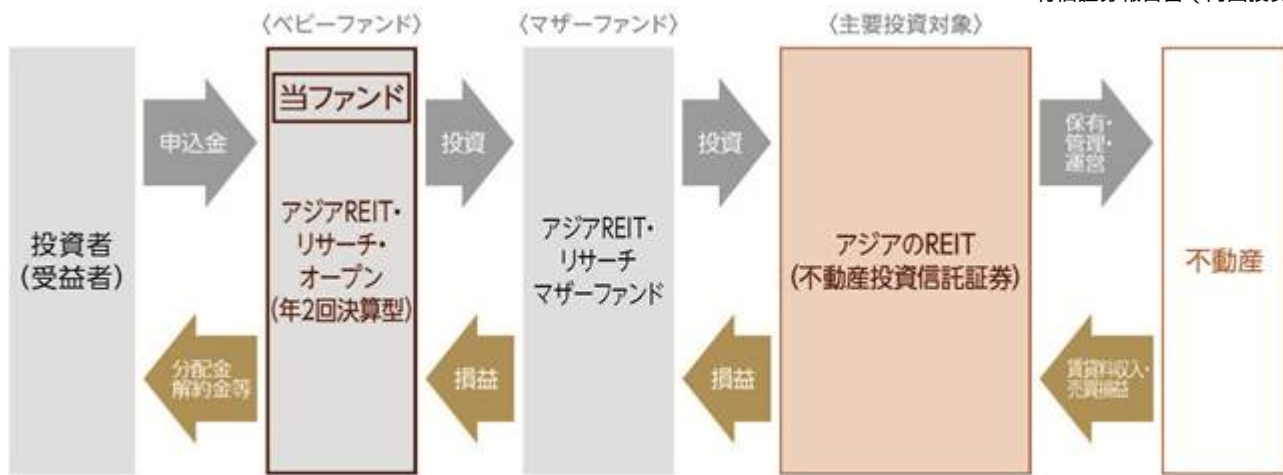 〈ベビーファンド〉
〈マザーファンド〉
〈主要投資対象〉
投資者
(受益者)
申込金
分配金
解約金等
当ファンド
アジアREIT・
リサーチ・
オープン
(年2回決算型)
投資
損益
アジアREIT・
リサーチ
マザーファンド
投資
損益
アジアのREIT
(不動産投資信託証券)
保有・
管理・
運営
賃貸料収入・
売買損益
不動産